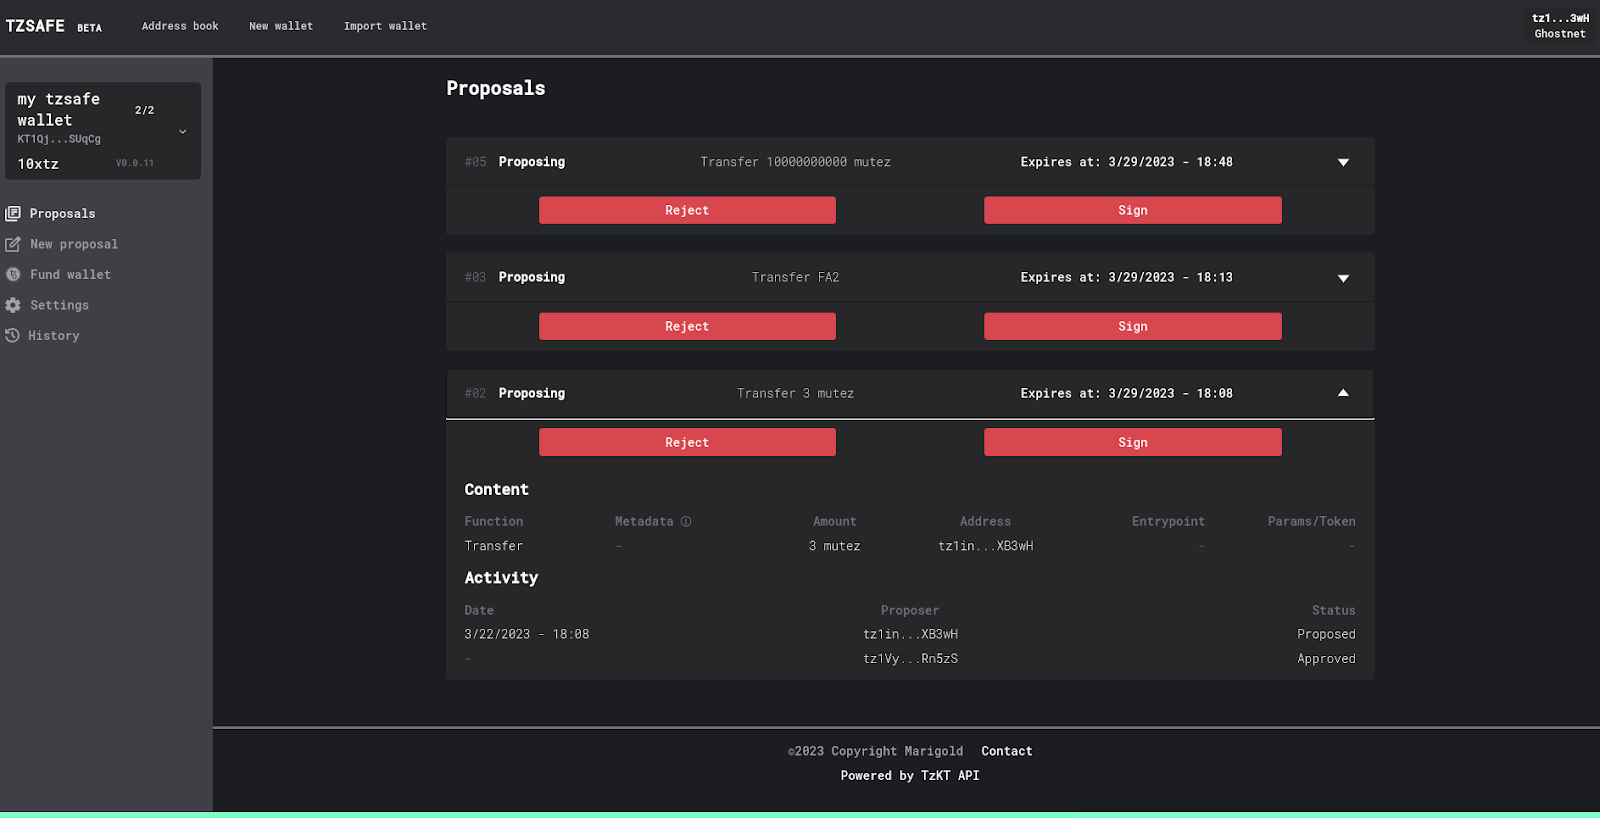 TZSAFE BETA Address book New wallet Import wallet tz1...3wH
Ghostnet
my tzsafe wallet 2/2
KT1Qj...SUqCg
10xtz V0.0.11
Proposals
New proposal
Fund wallet
Settings
History
Proposals
#05 Proposing Transfer 10000000000 mutez Expires at: 3/29/2023 - 18:48
Reject Sign
#03 Proposing Transfer FA2 Expires at: 3/29/2023 - 18:13
Reject Sign
#02 Proposing Transfer 3 mutez Expires at: 3/29/2023 - 18:08
Reject Sign
Content
Function Metadata Amount Address Entrypoint Params/Token
Transfer - 3 mutez tz1in...XB3wH - -
Activity
Date Proposer Status
3/22/2023 - 18:08 tz1in...XB3wH Proposed
- tz1Vy...Rn5zS Approved
©2023 Copyright Marigold Contact
Powered by TzKT API